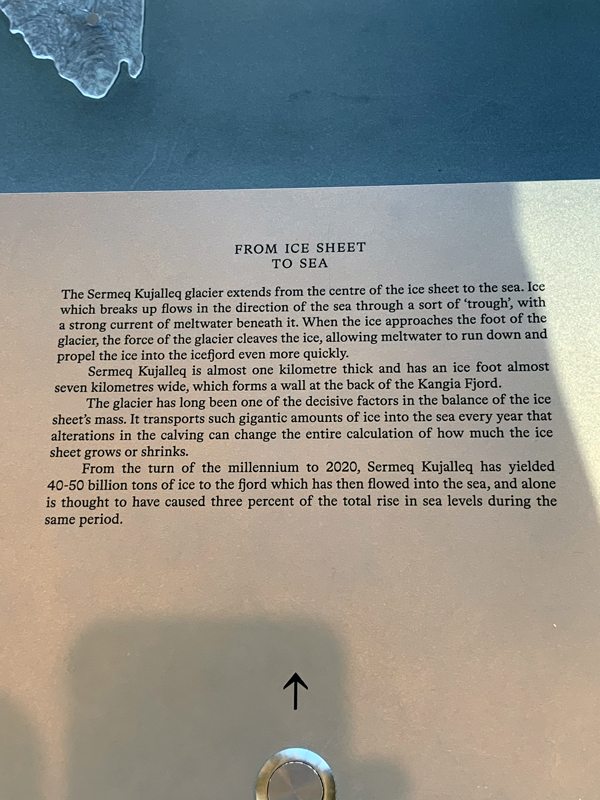 FROM ICE SHEET
TO SEA
The Sermeq Kujalleq glacier extends from the centre of the ice sheet to the sea. Ice
which breaks up flows in the direction of the sea through a sort of ‘trough’, with
a strong current of meltwater beneath it. When the ice approaches the foot of the
glacier, the force of the glacier cleaves the ice, allowing meltwater to run down and
propel the ice into the icefjord even more quickly.
Sermeq Kujalleq is almost one kilometre thick and has an ice foot almost
seven kilometres wide, which forms a wall at the back of the Kangia Fjord.
The glacier has long been one of the decisive factors in the balance of the ice
sheet’s mass. It transports such gigantic amounts of ice into the sea every year that
alterations in the calving can change the entire calculation of how much the ice
sheet grows or shrinks.
From the turn of the millennium to 2020, Sermeq Kujalleq has yielded
40-50 billion tons of ice to the fjord which has then flowed into the sea, and alone
is thought to have caused three percent of the total rise in sea levels during the
same period.